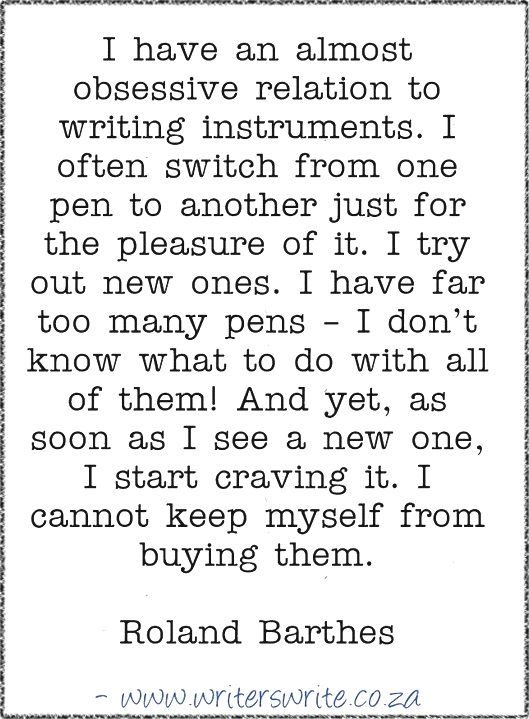 I have an almost
obsessive relation to
writing instruments. I
often switch from one
pen to another just for
the pleasure of it. I try
out new ones. I have far
too many pens – I don’t
know what to do with all
of them! And yet, as
soon as I see a new one,
I start craving it. I
cannot keep myself from
buying them.
Roland Barthes
- www.writerswrite.co.za